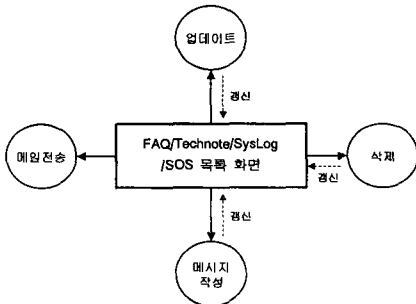 업데이트
갱신
FAQ/Technote/SysLog
/SOS 목록 화면
메일전송
삭제
갱신
갱신
메시지
작성